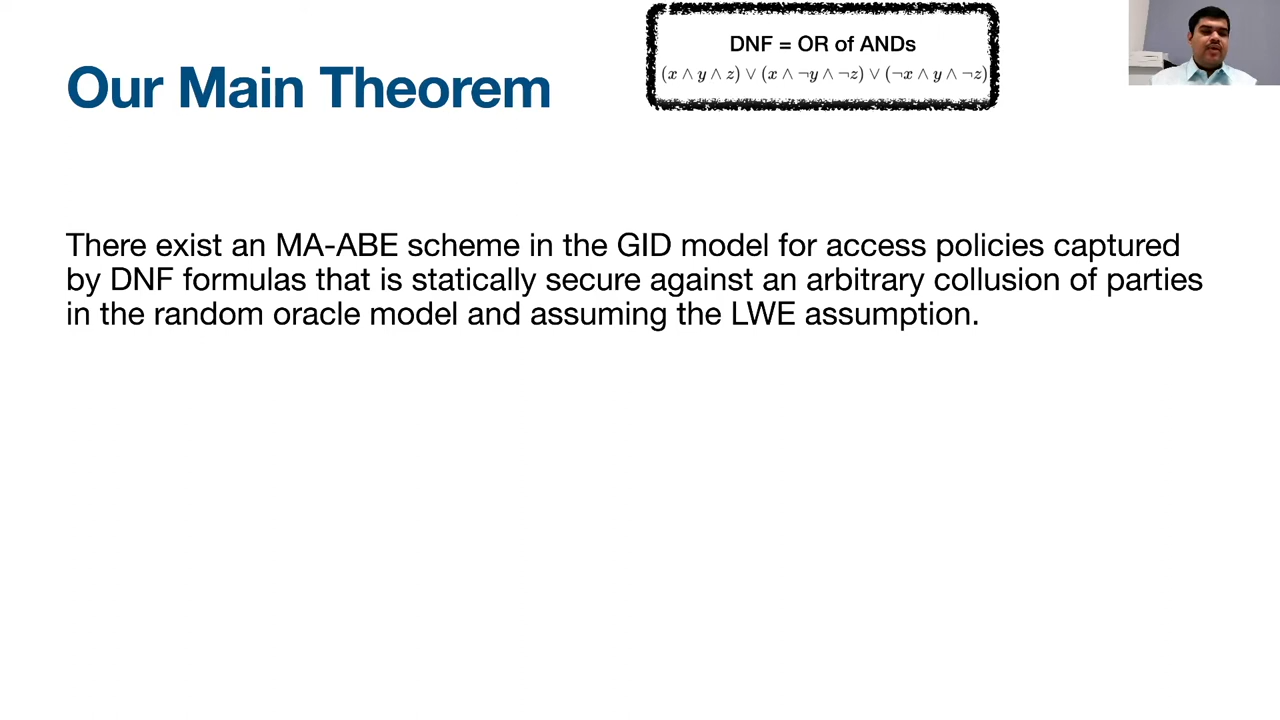 DNF = OR of ANDs
(x ∧ y ∧ z) ∨ (x ∧ ¬y ∧ ¬z) ∨ (¬x ∧ y ∧ ¬z)
Our Main Theorem
There exist an MA-ABE scheme in the GID model for access policies captured
by DNF formulas that is statically secure against an arbitrary collusion of parties
in the random oracle model and assuming the LWE assumption.